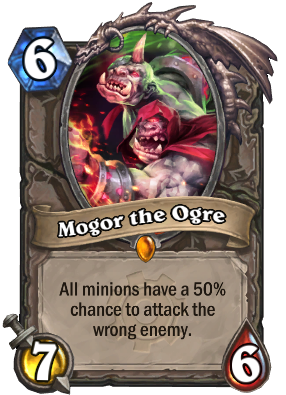 6
Mogor the Ogre
All minions have a 50%
chance to attack the
wrong enemy.
7
6